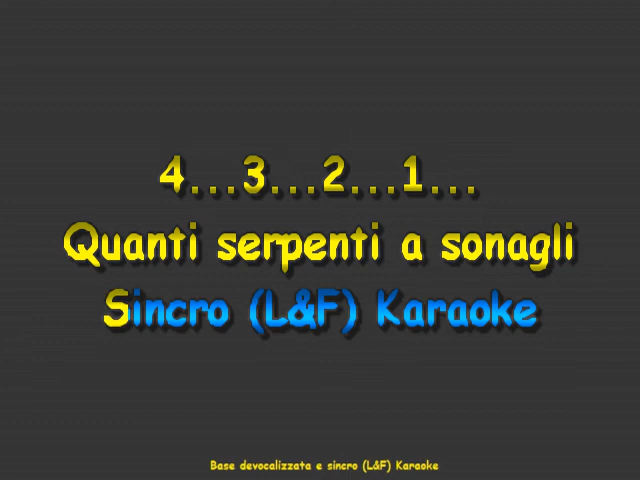 4...3...2...1...
Quanti serpenti a sonagli
Sincro (L&F) Karaoke
Base devocalizzata e sincro (L&F) Karaoke